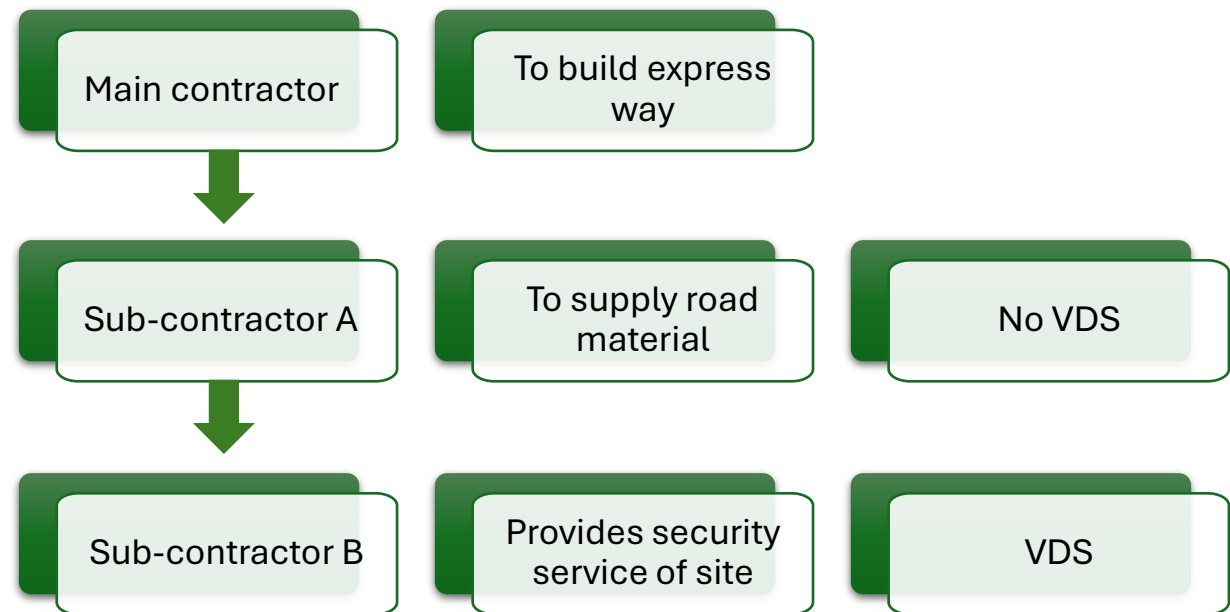 Main contractor
To build express
way
Sub-contractor A
To supply road
material
No VDS
Sub-contractor B
Provides security
service of site
VDS